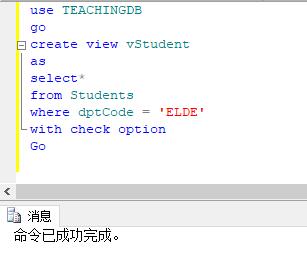 use TEACHINGDB
go
create view vStudent
as
select*
from Students
where dptCode = 'ELDE'
with check option
Go
消息
命令已成功完成。